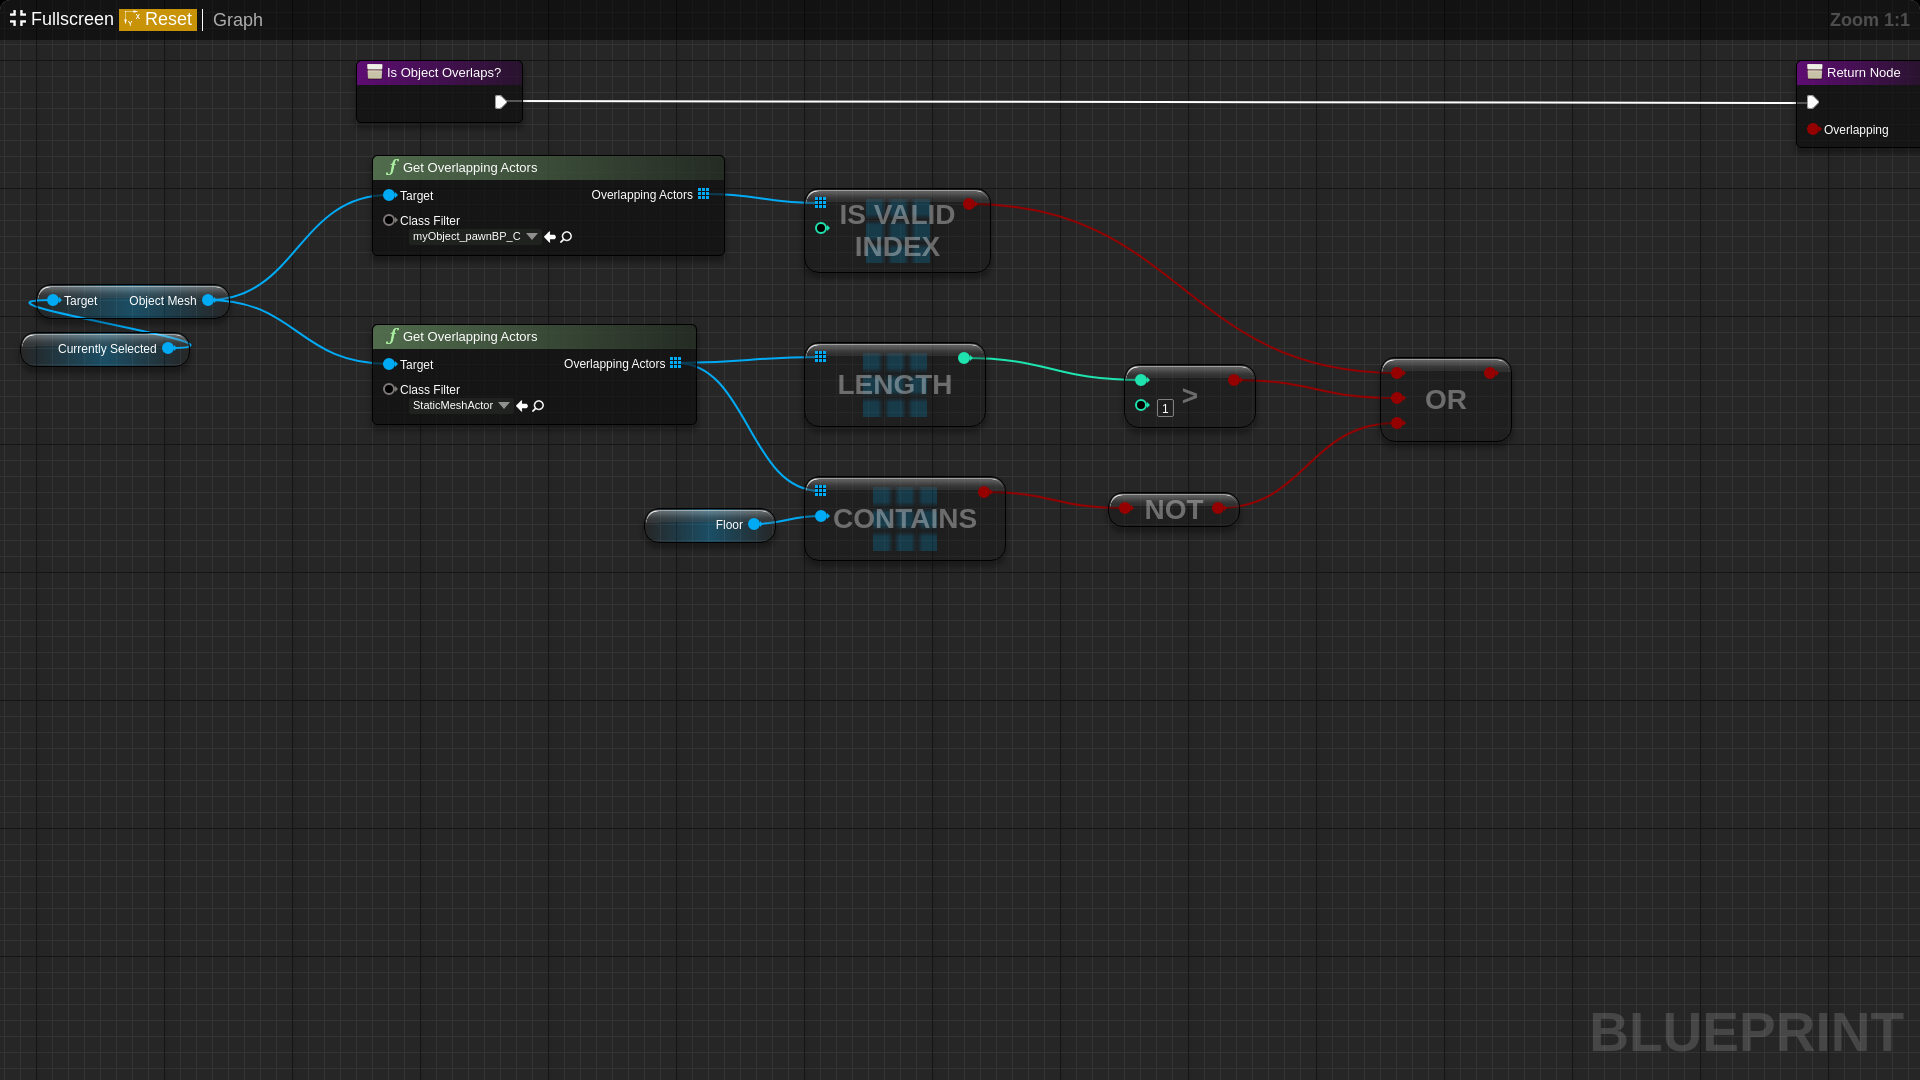 Fullscreen Reset Graph Zoom 1:1
Is Object Overlaps?
Return Node
Overlapping
Get Overlapping Actors
Target Overlapping Actors
Class Filter
myObject_pawnBP_C
IS VALID
INDEX
Target Object Mesh
Currently Selected
Get Overlapping Actors
Target Overlapping Actors
Class Filter
StaticMeshActor
LENGTH
>
1
OR
Floor
CONTAINS
NOT
BLUEPRINT